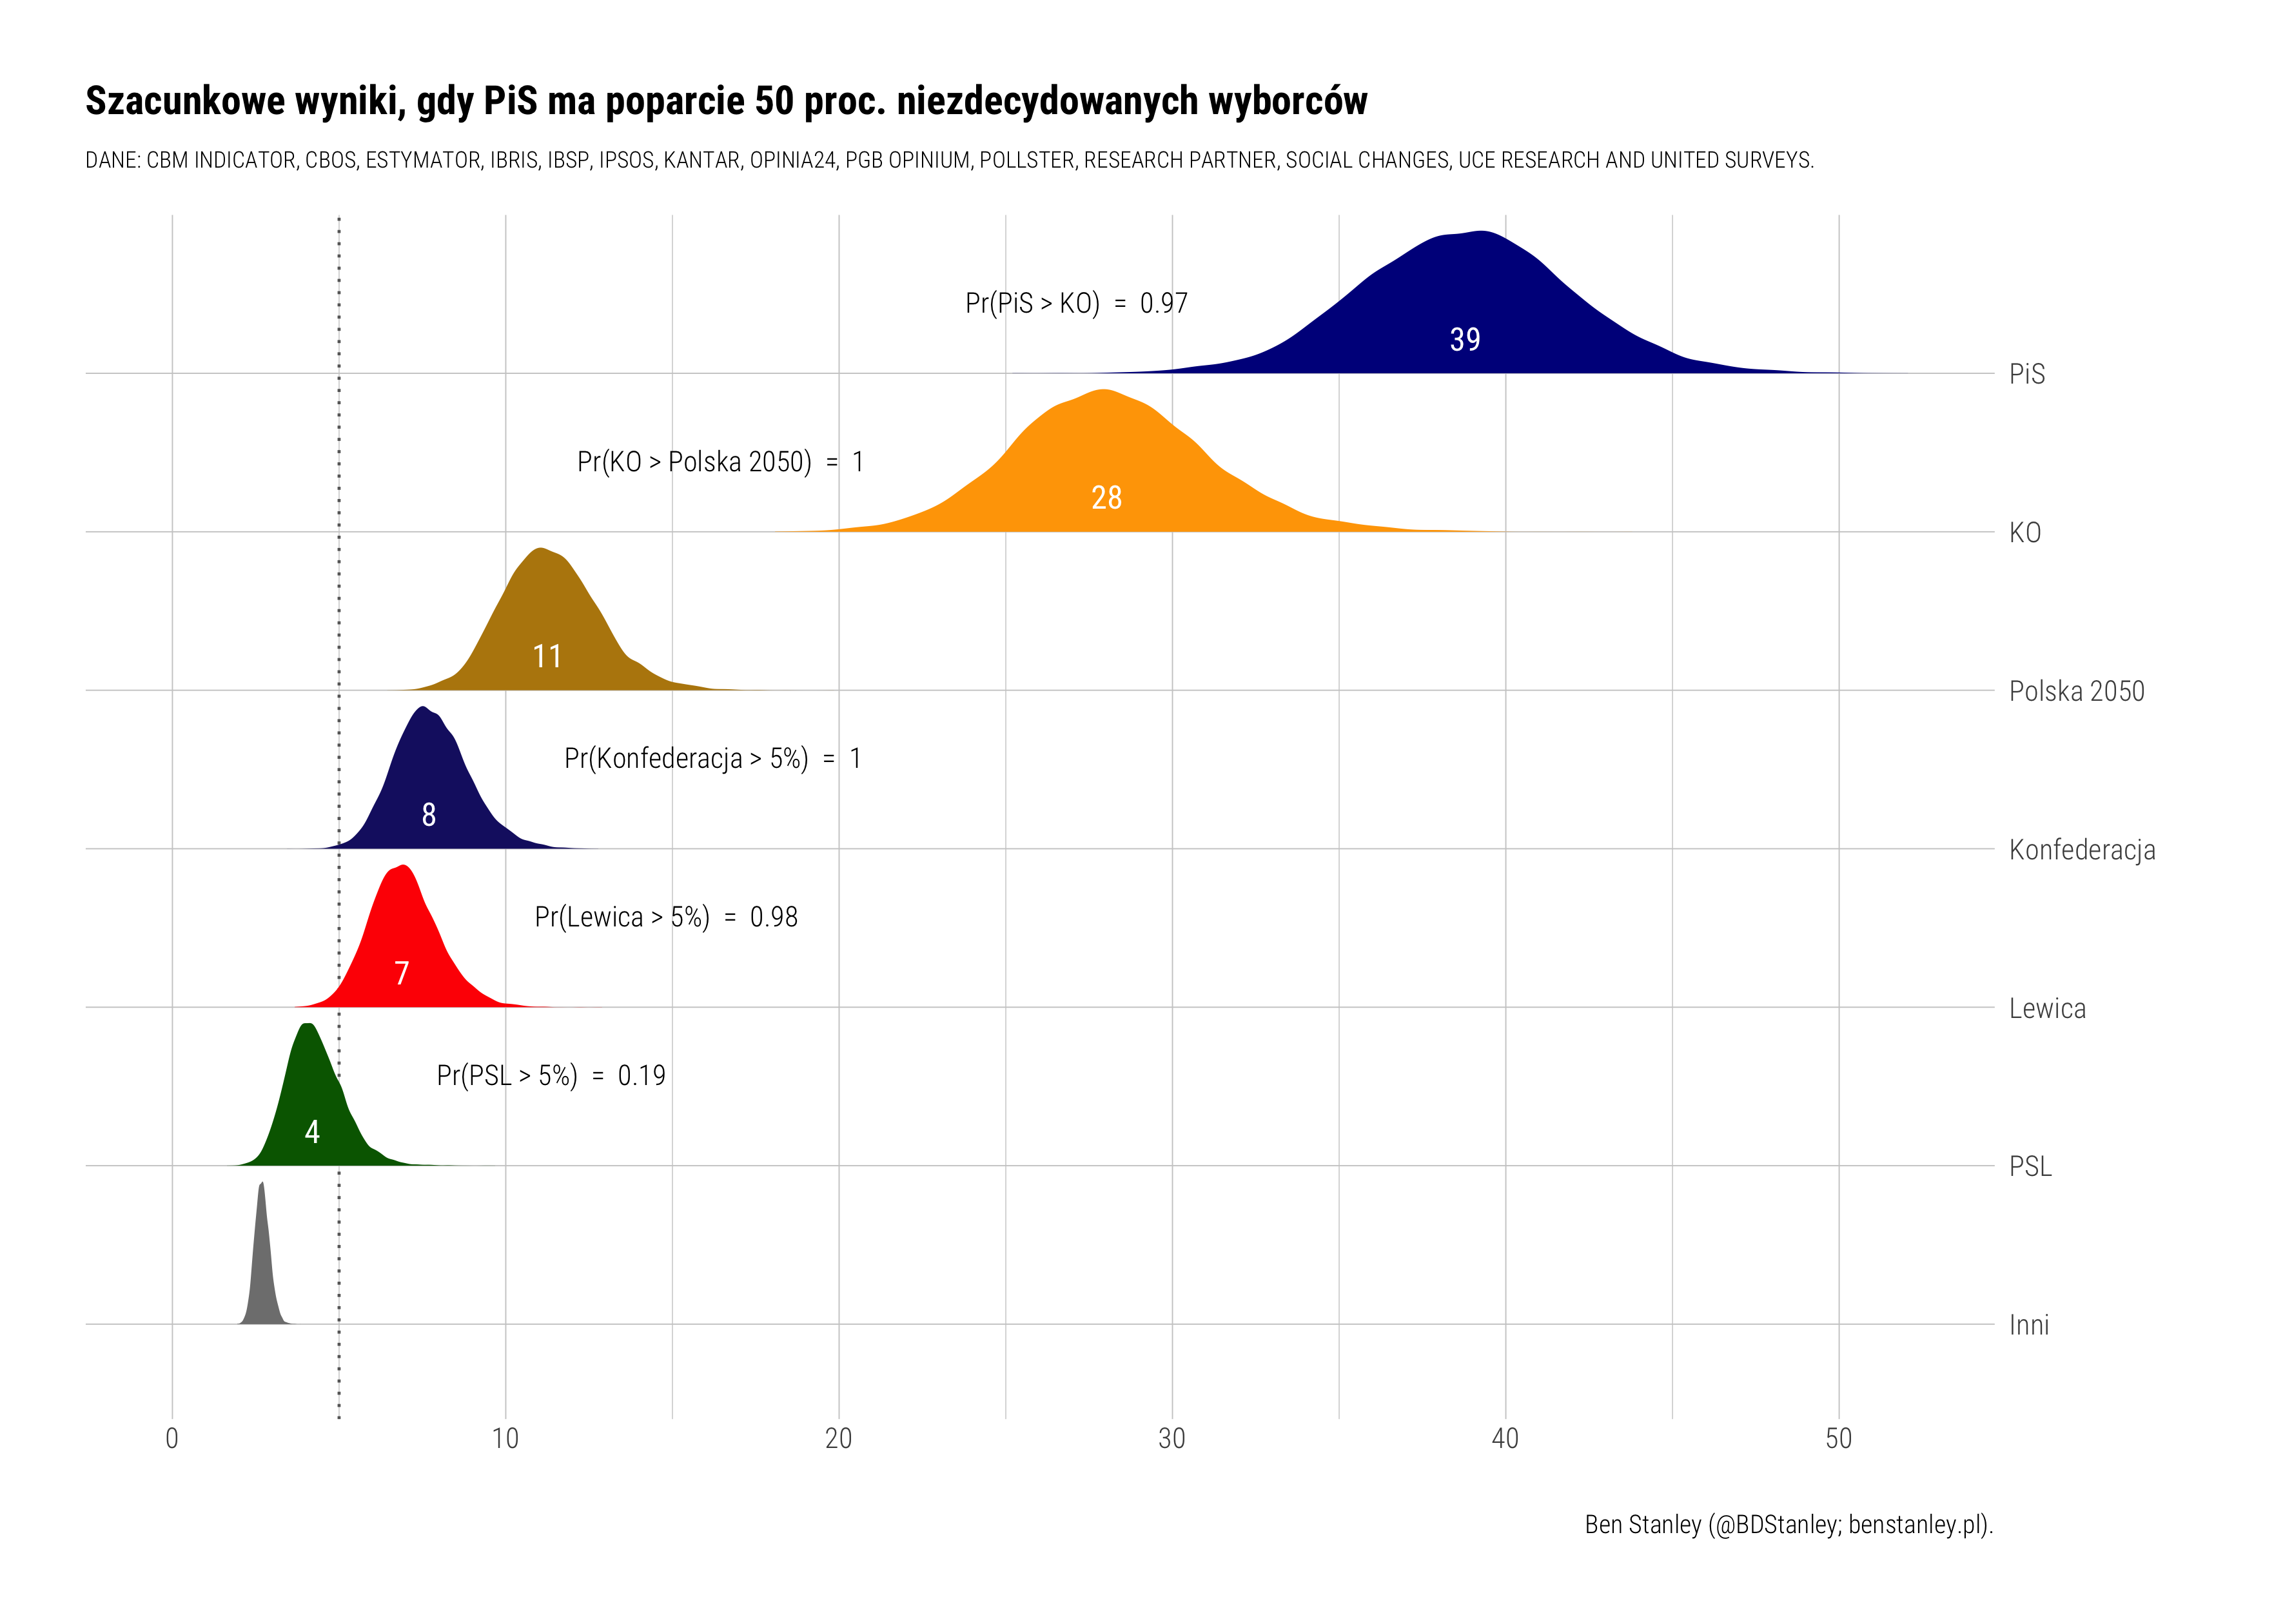 Szacunkowe wyniki, gdy PiS ma poparcie 50 proc. niezdecydowanych wyborców
DANE: CBM INDICATOR, CBOS, ESTYMATOR, IBRIS, IBSP, IPSOS, KANTAR, OPINIA24, PGB OPINIUM, POLLSTER, RESEARCH PARTNER, SOCIAL CHANGES, UCE RESEARCH AND UNITED SURVEYS.
Pr(PiS > KO) = 0.97
39
PiS
Pr(KO > Polska 2050) = 1
28
KO
11
Polska 2050
Pr(Konfederacja > 5%) = 1
8
Konfederacja
Pr(Lewica > 5%) = 0.98
7
Lewica
Pr(PSL > 5%) = 0.19
4
PSL
Inni
0 10 20 30 40 50
Ben Stanley (@BDStanley; benstanley.pl).